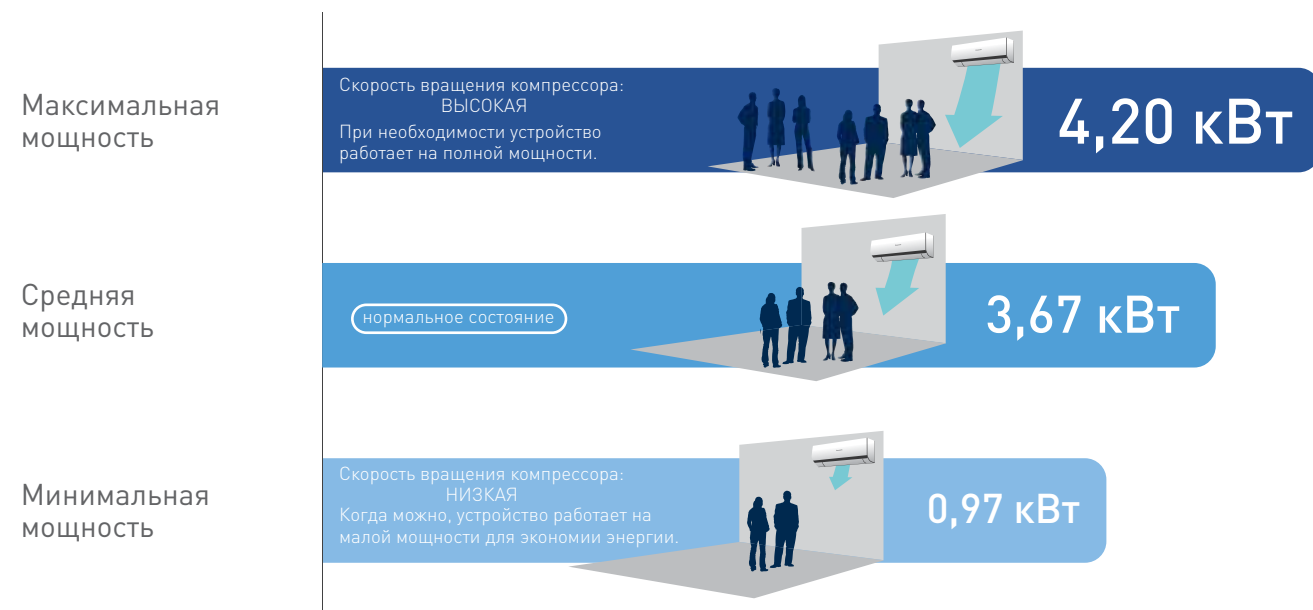 Максимальная
мощность
Скорость вращения компрессора:
ВЫСОКАЯ
При необходимости устройство
работает на полной мощности.
4,20 кВт
Средняя
мощность
нормальное состояние
3,67 кВт
Минимальная
мощность
Скорость вращения компрессора:
НИЗКАЯ
Когда можно, устройство работает на
малой мощности для экономии энергии.
0,97 кВт